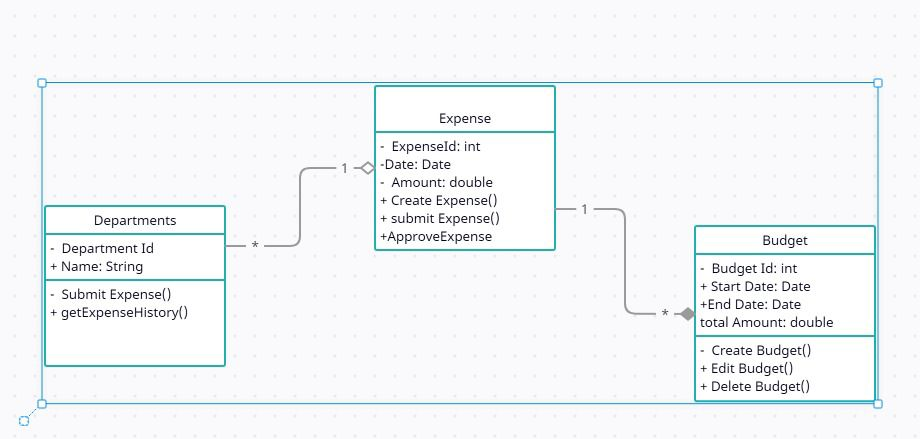 Expense
-  ExpenseId: int
-Date: Date
-  Amount: double
+ Create Expense()
+ submit Expense()
+ApproveExpense
1
*
Departments
-  Department Id
+ Name: String
-  Submit Expense()
+ getExpenseHistory()
1
*
Budget
-  Budget Id: int
+ Start Date: Date
+End Date: Date
total Amount: double
-  Create Budget()
+ Edit Budget()
+ Delete Budget()